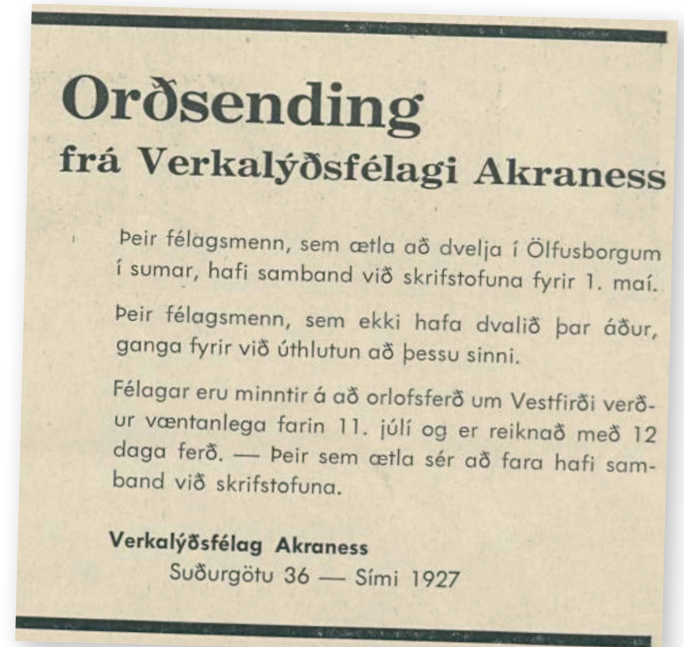 Orðsending
frá Verkalýðsfélagi Akraness
Þeir félagsmenn, sem ætla að dvelja í Ölfusborgum
í sumar, hafi samband við skrifstofuna fyrir 1. maí.
Þeir félagsmenn, sem ekki hafa dvalið þar áður,
ganga fyrir við úthlutun að þessu sinni.
Félagar eru minntir á að orlofsferð um Vestfirði verð-
ur væntanlega farin 11. júlí og er reiknað með 12
daga ferð. — Þeir sem ætla sér að fara hafi sam-
band við skrifstofuna.
Verkalýðsfélag Akraness
Suðurgötu 36 — Sími 1927